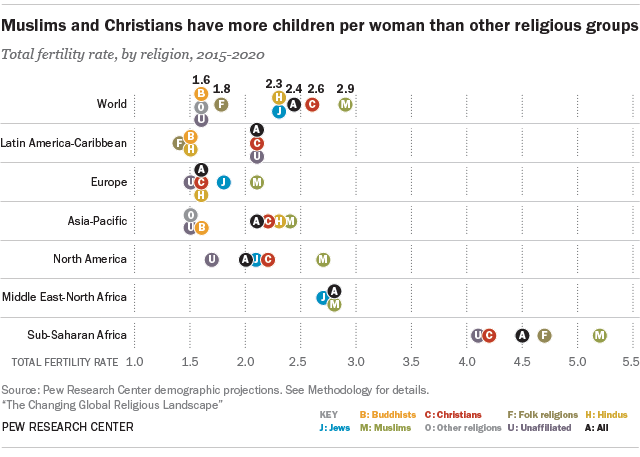 Muslims and Christians have more children per woman than other religious groups
Total fertility rate, by religion, 2015-2020
1.6 1.8 2.3 2.4 2.6 2.9
World B O U F H J A C M
Latin America-Caribbean F B H A C U
Europe U A C H J M
Asia-Pacific O U B A C H M
North America U A J C M
Middle East-North Africa J A M
Sub-Saharan Africa U C A F M
TOTAL FERTILITY RATE 1.0 1.5 2.0 2.5 3.0 3.5 4.0 4.5 5.0 5.5
Source: Pew Research Center demographic projections. See Methodology for details.
“The Changing Global Religious Landscape”
PEW RESEARCH CENTER
KEY B: Buddhists C: Christians F: Folk religions H: Hindus
J: Jews M: Muslims O: Other religions U: Unaffiliated A: All